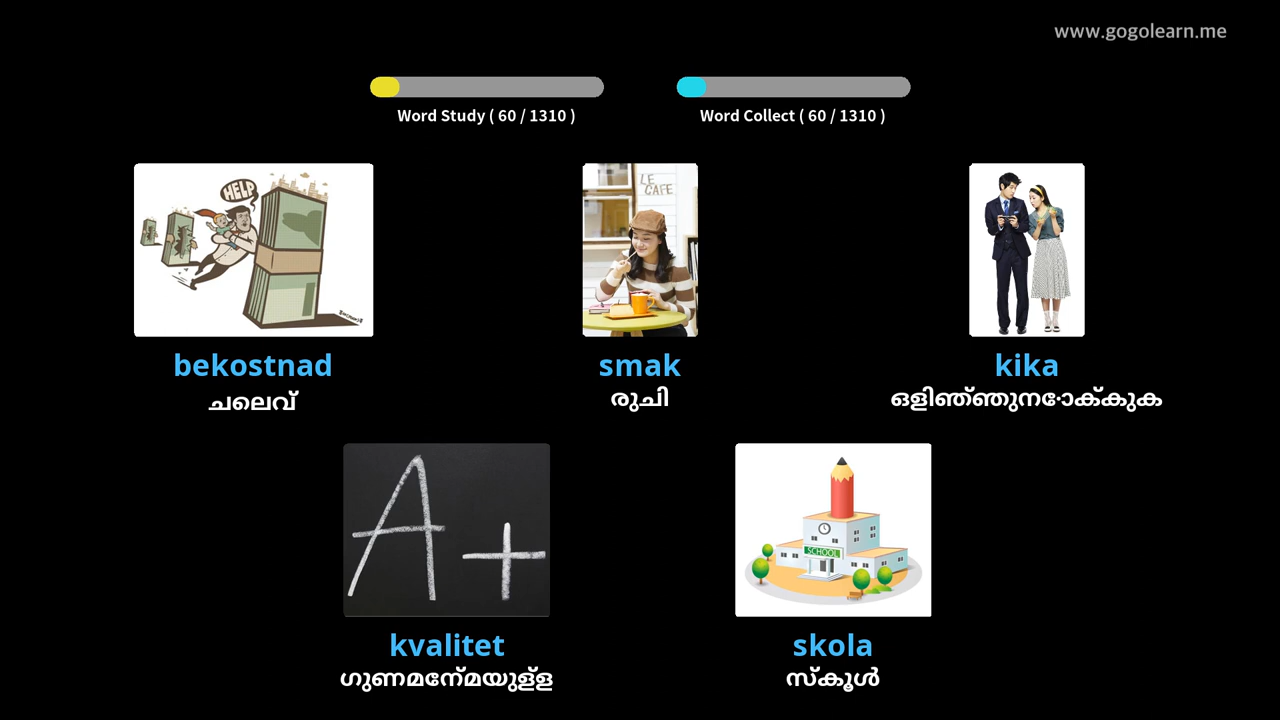 www.gogolearn.me
Word Study ( 60 / 1310 )
Word Collect ( 60 / 1310 )
HELP
LE
CAFE
bekostnad
smak
kika
ചലെവ്
രുചി
ഒളിഞ്ഞുനോക്കുക
A+
SCHOOL
kvalitet
skola
ഗുണമേന്മയുള്ള
സ്കൂൾ